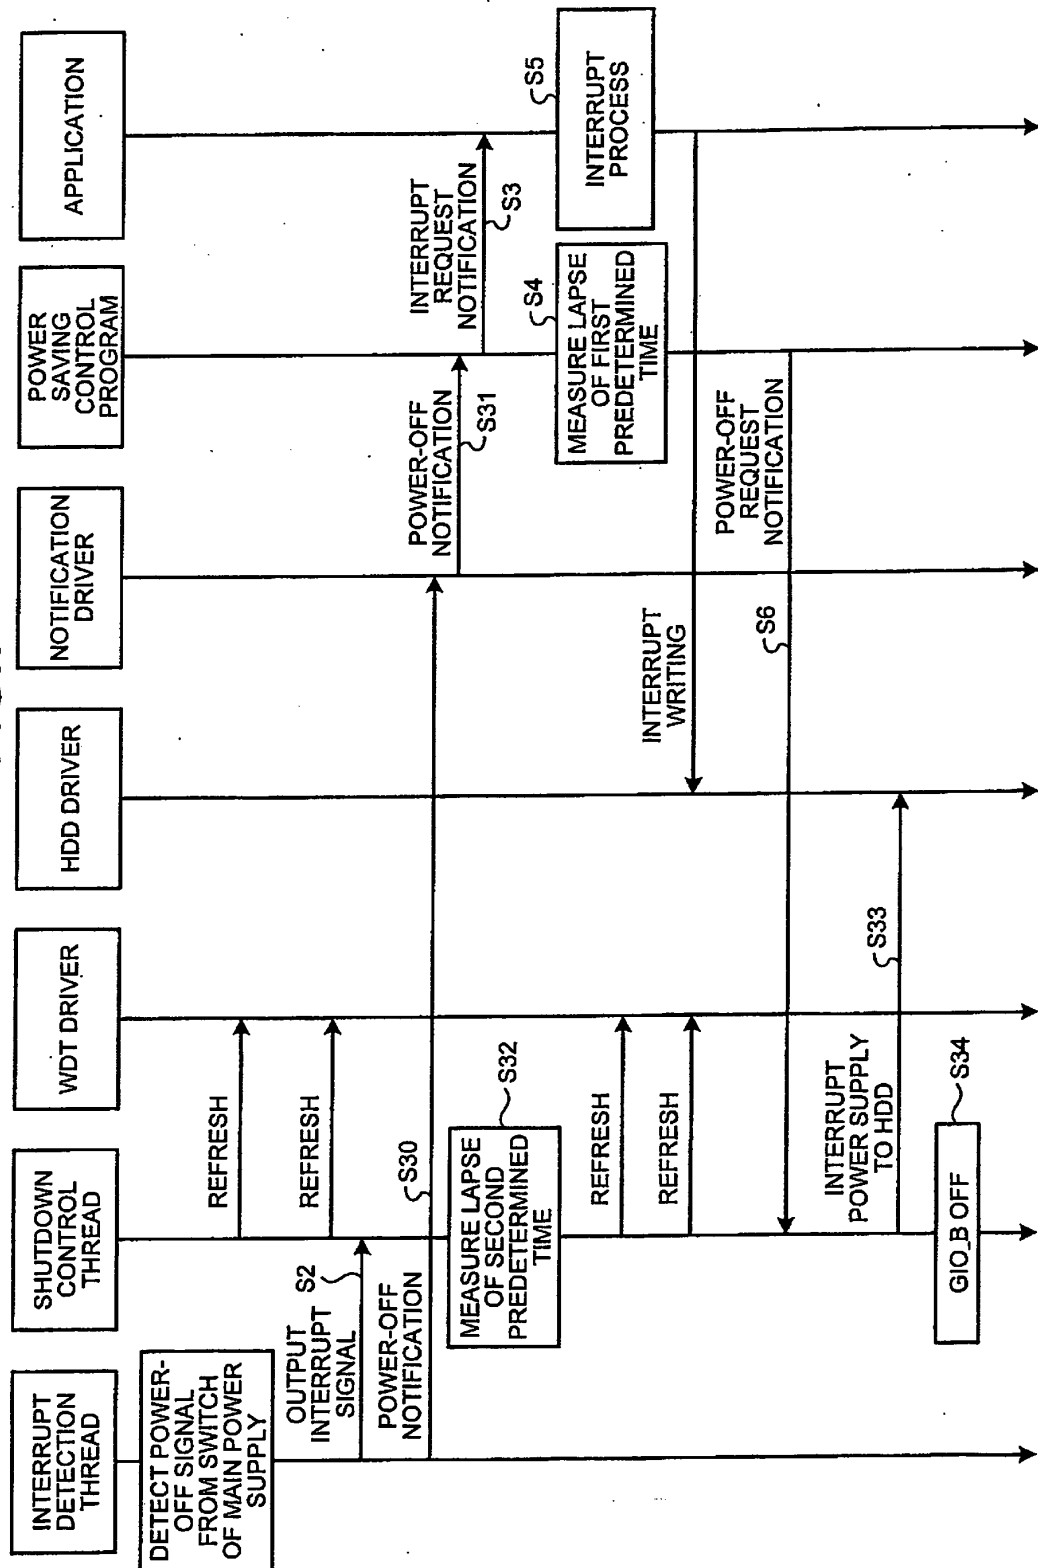 INTERRUPT
DETECTION
THREAD
SHUTDOWN
CONTROL
THREAD
WDT DRIVER
HDD DRIVER
NOTIFICATION
DRIVER
POWER
SAVING
CONTROL
PROGRAM
APPLICATION
DETECT POWER-
OFF SIGNAL
FROM SWITCH
OF MAIN POWER
SUPPLY
REFRESH
REFRESH
OUTPUT
INTERRUPT
SIGNAL
S2
POWER-OFF
NOTIFICATION
S30
POWER-OFF
NOTIFICATION
S31
INTERRUPT
REQUEST
NOTIFICATION
S3
MEASURE LAPSE
OF SECOND
PREDETERMINED
TIME
S32
MEASURE LAPSE
OF FIRST
PREDETERMINED
TIME
S4
INTERRUPT
PROCESS
S5
REFRESH
REFRESH
INTERRUPT
WRITING
POWER-OFF
REQUEST
NOTIFICATION
S6
INTERRUPT
POWER SUPPLY
TO HDD
S33
GIO_B OFF
S34